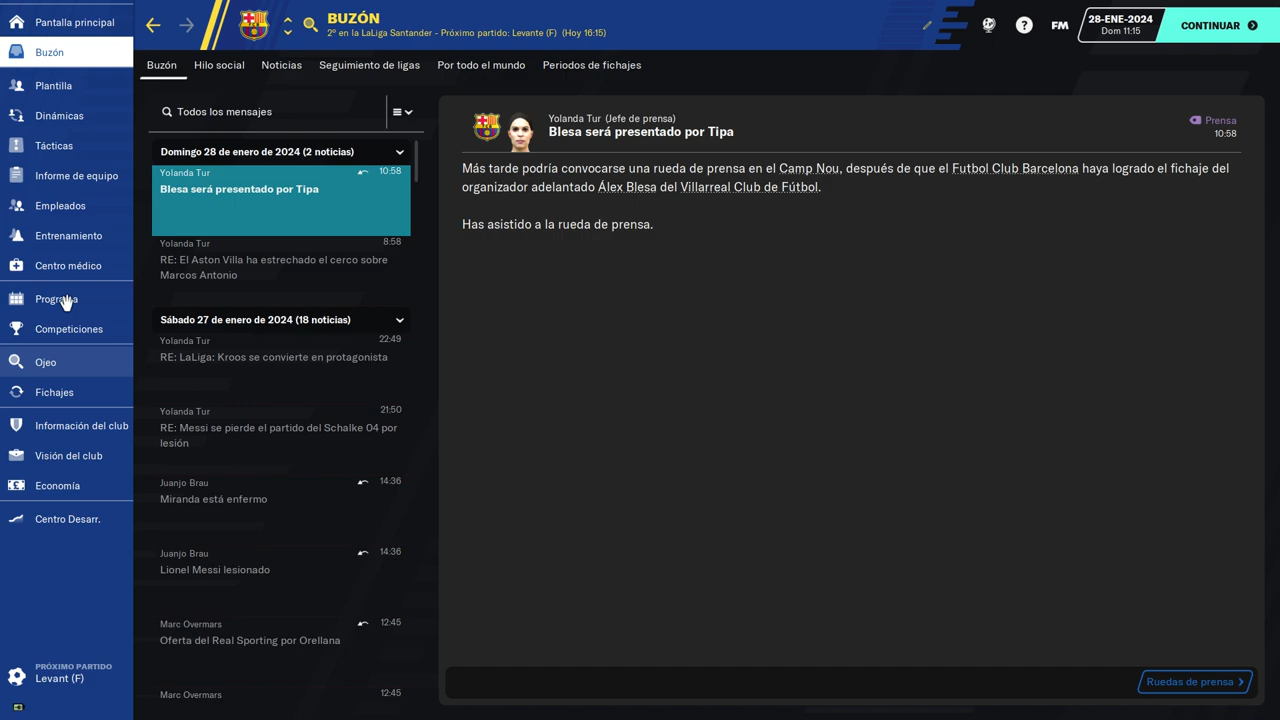 Pantalla principal
Buzón
Plantilla
Dinámicas
Tácticas
Informe de equipo
Empleados
Entrenamiento
Centro médico
Competiciones
Ojeo
Fichajes
Información del club
Visión del club
Economía
Centro Desarr.
PRÓXIMO PARTIDO
Levant (F)
BUZÓN
2º en la LaLiga Santander - Próximo partido: Levante (F) (Hoy 16:15)
FM
28-ENE-2024
Dom 11:15
CONTINUAR
Buzón Hilo social Noticias Seguimiento de ligas Por todo el mundo Periodos de fichajes
Todos los mensajes
Domingo 28 de enero de 2024 (2 noticias)
Yolanda Tur 10:58
Blesa será presentado por Tipa
Yolanda Tur 8:58
RE: El Aston Villa ha estrechado el cerco sobre
Marcos Antonio
Sábado 27 de enero de 2024 (18 noticias)
Yolanda Tur 22:49
RE: LaLiga: Kroos se convierte en protagonista
Yolanda Tur 21:50
RE: Messi se pierde el partido del Schalke 04 por
lesión
Juanjo Brau 14:36
Miranda está enfermo
Juanjo Brau 14:36
Lionel Messi lesionado
Marc Overmars 12:45
Oferta del Real Sporting por Orellana
Marc Overmars 12:45
Yolanda Tur (Jefe de prensa)
Blesa será presentado por Tipa
Prensa
10:58
Más tarde podría convocarse una rueda de prensa en el Camp Nou, después de que el Futbol Club Barcelona haya logrado el fichaje del
organizador adelantado Álex Blesa del Villarreal Club de Fútbol.
Has asistido a la rueda de prensa.
Ruedas de prensa